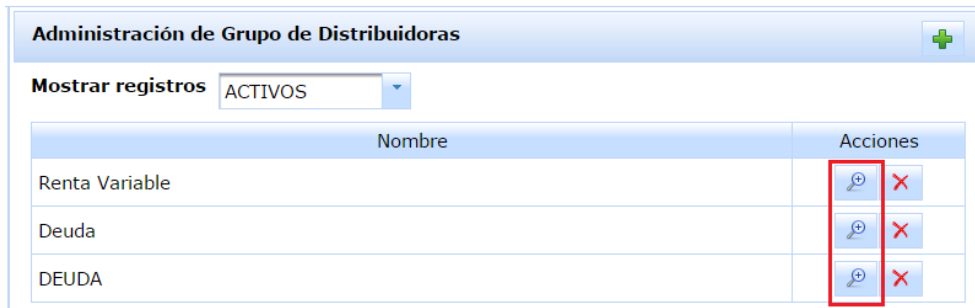 Administración de Grupo de Distribuidoras
Mostrar registros ACTIVOS
Nombre Acciones
Renta Variable
Deuda
DEUDA